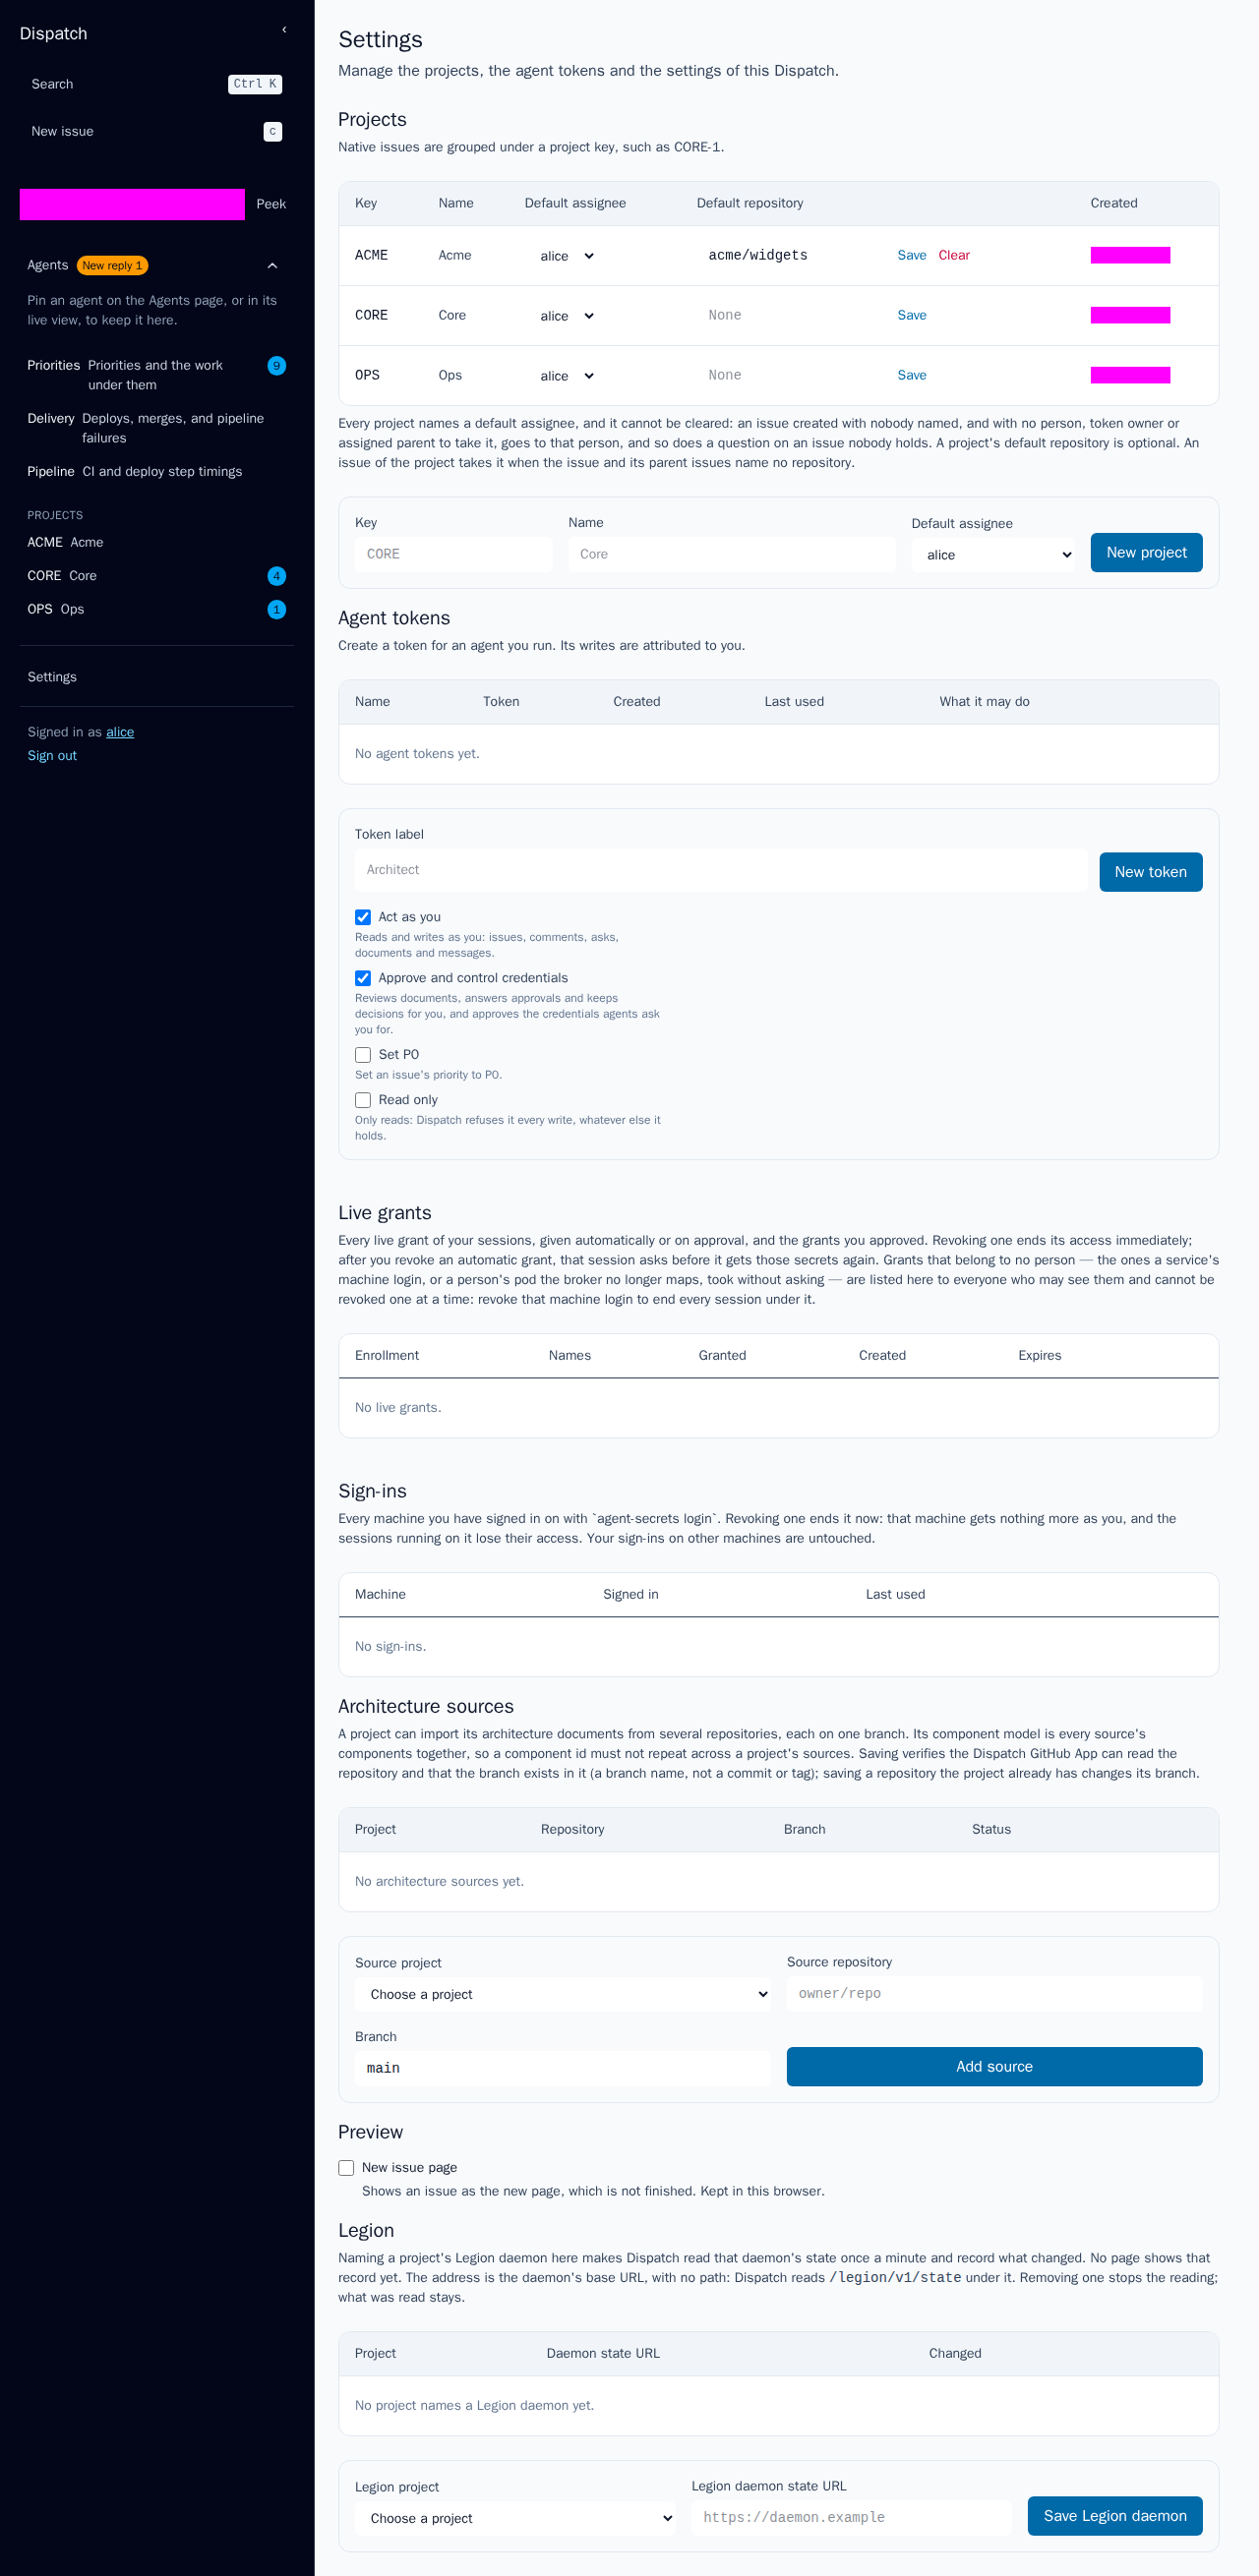 Dispatch
Search Ctrl K
New issue c
Peek
Agents New reply 1
Pin an agent on the Agents page, or in its
live view, to keep it here.
Priorities Priorities and the work 9
under them
Delivery Deploys, merges, and pipeline
failures
Pipeline CI and deploy step timings
PROJECTS
ACME Acme
CORE Core 4
OPS Ops 1
Settings
Signed in as alice
Sign out
Settings
Manage the projects, the agent tokens and the settings of this Dispatch.
Projects
Native issues are grouped under a project key, such as CORE-1.
Key Name Default assignee Default repository Created
ACME Acme alice acme/widgets Save Clear
CORE Core alice None Save
OPS Ops alice None Save
Every project names a default assignee, and it cannot be cleared: an issue created with nobody named, and with no person, token owner or
assigned parent to take it, goes to that person, and so does a question on an issue nobody holds. A project's default repository is optional. An
issue of the project takes it when the issue and its parent issues name no repository.
Key Name Default assignee
CORE Core alice New project
Agent tokens
Create a token for an agent you run. Its writes are attributed to you.
Name Token Created Last used What it may do
No agent tokens yet.
Token label
Architect New token
Act as you
Reads and writes as you: issues, comments, asks,
documents and messages.
Approve and control credentials
Reviews documents, answers approvals and keeps
decisions for you, and approves the credentials agents ask
you for.
Set P0
Set an issue's priority to P0.
Read only
Only reads: Dispatch refuses it every write, whatever else it
holds.
Live grants
Every live grant of your sessions, given automatically or on approval, and the grants you approved. Revoking one ends its access immediately;
after you revoke an automatic grant, that session asks before it gets those secrets again. Grants that belong to no person — the ones a service's
machine login, or a person's pod the broker no longer maps, took without asking — are listed here to everyone who may see them and cannot be
revoked one at a time: revoke that machine login to end every session under it.
Enrollment Names Granted Created Expires
No live grants.
Sign-ins
Every machine you have signed in on with `agent-secrets login`. Revoking one ends it now: that machine gets nothing more as you, and the
sessions running on it lose their access. Your sign-ins on other machines are untouched.
Machine Signed in Last used
No sign-ins.
Architecture sources
A project can import its architecture documents from several repositories, each on one branch. Its component model is every source's
components together, so a component id must not repeat across a project's sources. Saving verifies the Dispatch GitHub App can read the
repository and that the branch exists in it (a branch name, not a commit or tag); saving a repository the project already has changes its branch.
Project Repository Branch Status
No architecture sources yet.
Source project Source repository
Choose a project owner/repo
Branch
main Add source
Preview
New issue page
Shows an issue as the new page, which is not finished. Kept in this browser.
Legion
Naming a project's Legion daemon here makes Dispatch read that daemon's state once a minute and record what changed. No page shows that
record yet. The address is the daemon's base URL, with no path: Dispatch reads /legion/v1/state under it. Removing one stops the reading;
what was read stays.
Project Daemon state URL Changed
No project names a Legion daemon yet.
Legion project Legion daemon state URL
Choose a project https://daemon.example Save Legion daemon